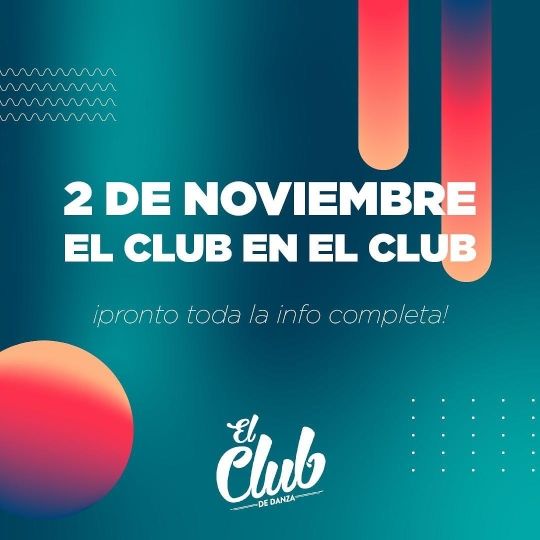 2 DE NOVIEMBRE
EL CLUB EN EL CLUB
¡pronto toda la info completa!
El
Club
DE DANZA